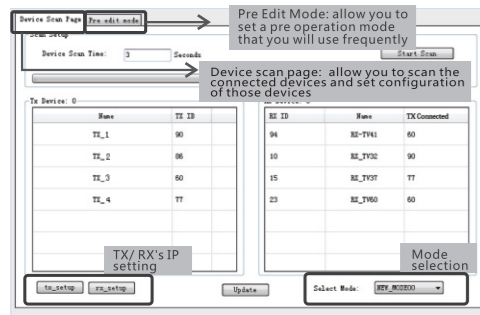 Device Scan Page
Pre edit mode
Pre Edit Mode: allow you to
set a pre operation mode
that you will use frequently
Scan Setup
Device Scan Time:
3
Seconds
Start Scan
Device scan page: allow you to scan the
connected devices and set configuration
of those devices
Tx Device: 0
Name
TX ID
TX_1
90
TX_2
86
TX_3
60
TX_4
77
RX ID
Name
TX Connected
94
RX-TV41
60
10
RX_TV32
90
15
RX_TV37
77
23
RX_TV60
60
TX/ RX's IP
setting
Mode
selection
tx_setup
rx_setup
Update
Select Mode:
NEW_MODE00